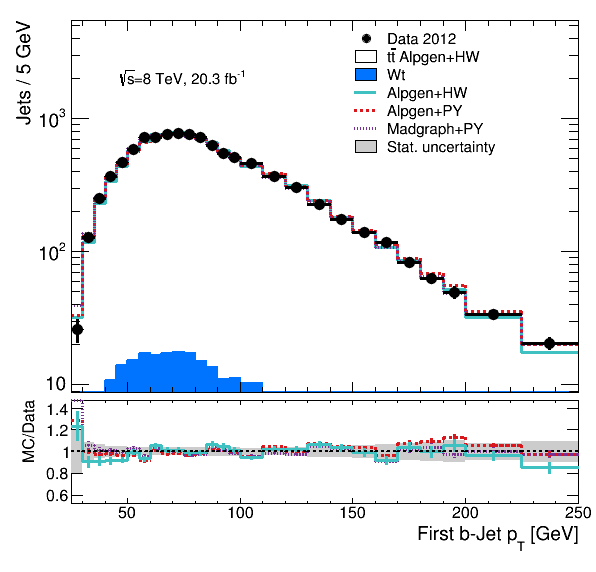 Jets / 5 GeV
10³
10²
10
√s=8 TeV, 20.3 fb⁻¹
Data 2012
tt̄ Alpgen+HW
Wt
Alpgen+HW
Alpgen+PY
Madgraph+PY
Stat. uncertainty
MC/Data
1.4
1.2
1
0.8
0.6
50 100 150 200 250
First b-Jet p_T [GeV]